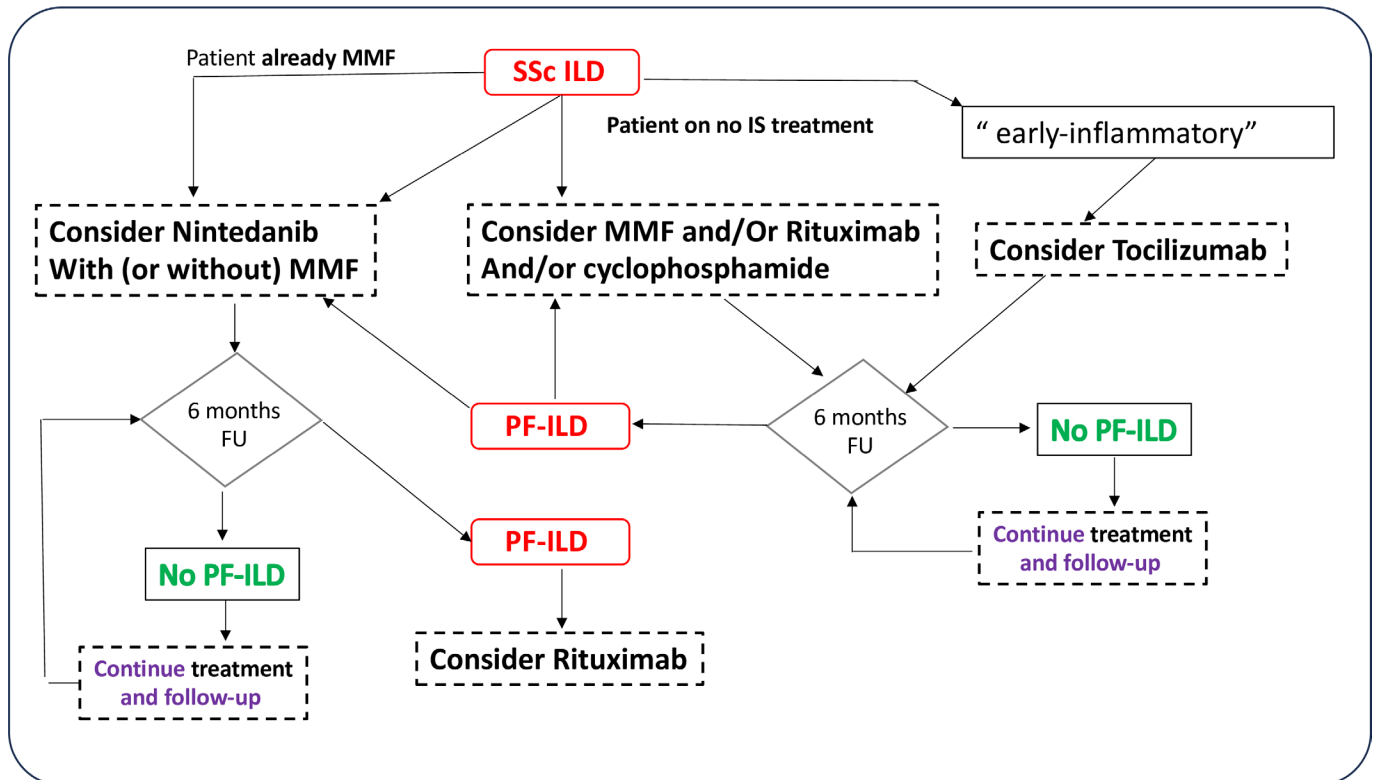 Patient already MMF
SSc ILD
Patient on no IS treatment
“ early-inflammatory”
Consider Nintedanib
With (or without) MMF
Consider MMF and/Or Rituximab
And/or cyclophosphamide
Consider Tocilizumab
6 months
FU
PF-ILD
6 months
FU
No PF-ILD
PF-ILD
Continue treatment
and follow-up
No PF-ILD
Consider Rituximab
Continue treatment
and follow-up